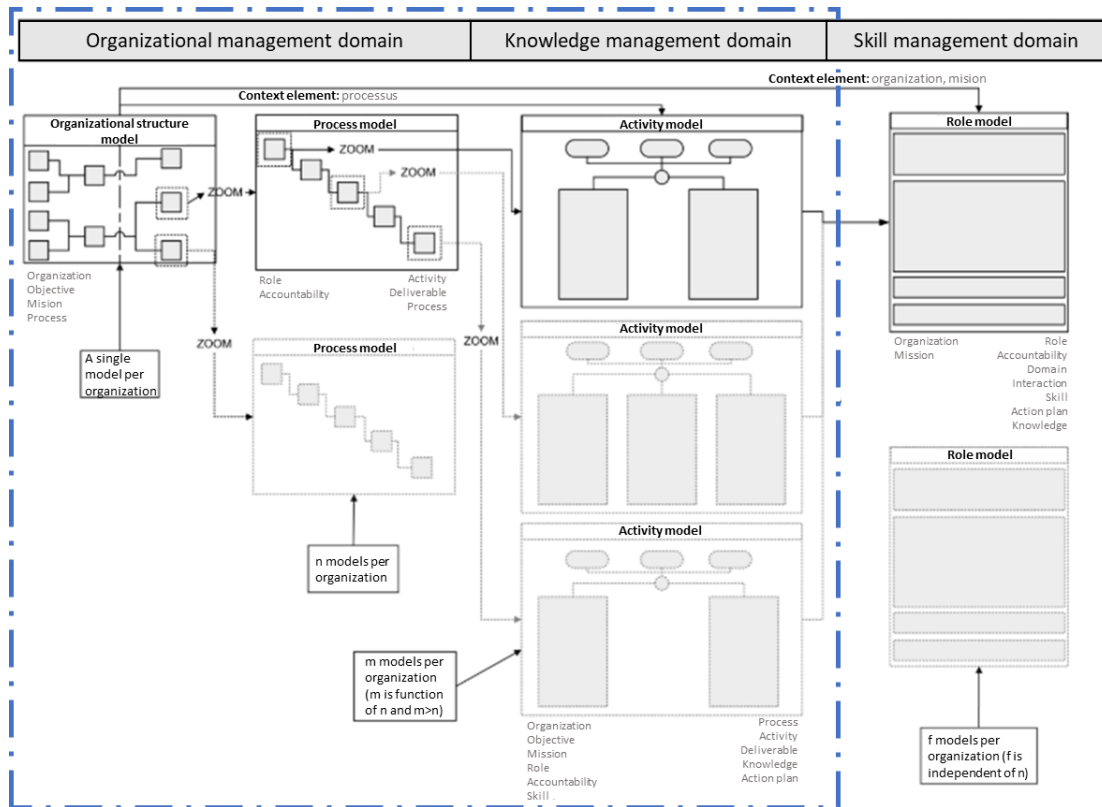 Organizational management domain
Knowledge management domain
Skill management domain
Context element: organization, mision
Context element: processus
Organizational structure
model
ZOOM
Organization
Objective
Mision
Process
A single
model per
organization
ZOOM
Process model
ZOOM
ZOOM
Role
Accountability
Activity
Deliverable
Process
ZOOM
Process model
n models per
organization
Activity model
Activity model
Activity model
m models per
organization
(m is function
of n and m>n)
Organization
Objective
Mission
Role
Accountability
Skill .
Process
Activity
Deliverable
Knowledge
Action plan
Role model
Organization
Mission
Role
Accountability
Domain
Interaction
Skill
Action plan
Knowledge
Role model
f models per
organization (f is
independent of n)